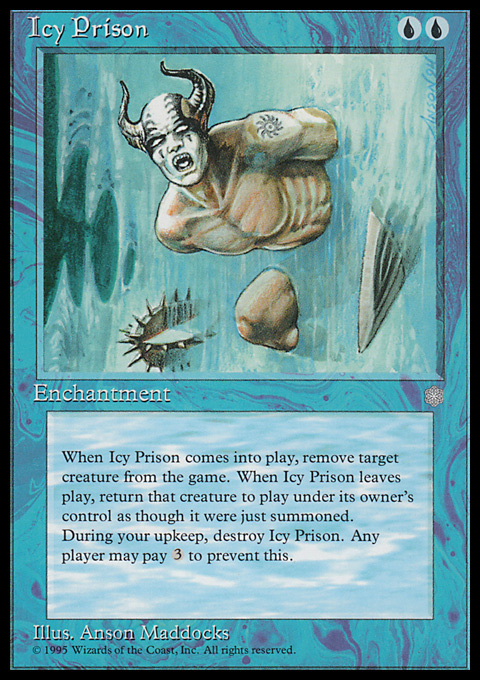 Icy Prison
Enchantment
When Icy Prison comes into play, remove target
creature from the game. When Icy Prison leaves
play, return that creature to play under its owner's
control as though it were just summoned.
During your upkeep, destroy Icy Prison. Any
player may pay 3 to prevent this.
Illus. Anson Maddocks
© 1995 Wizards of the Coast, Inc. All rights reserved.